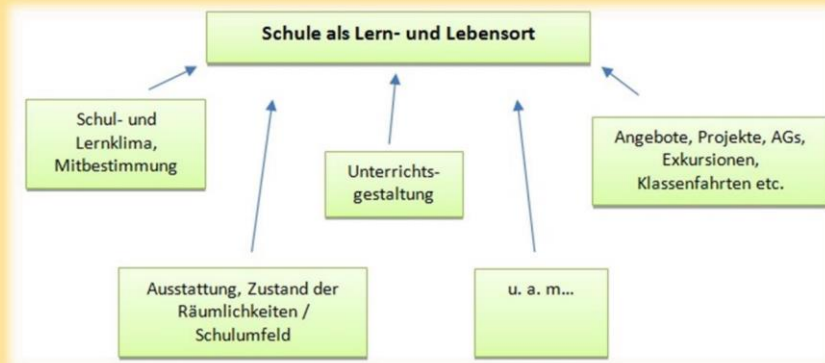 Schule als Lern- und Lebensort
Schul- und
Lernklima,
Mitbestimmung
Unterrichts-
gestaltung
Angebote, Projekte, AGs,
Exkursionen,
Klassenfahrten etc.
Ausstattung, Zustand der
Räumlichkeiten /
Schulumfeld
u. a. m...